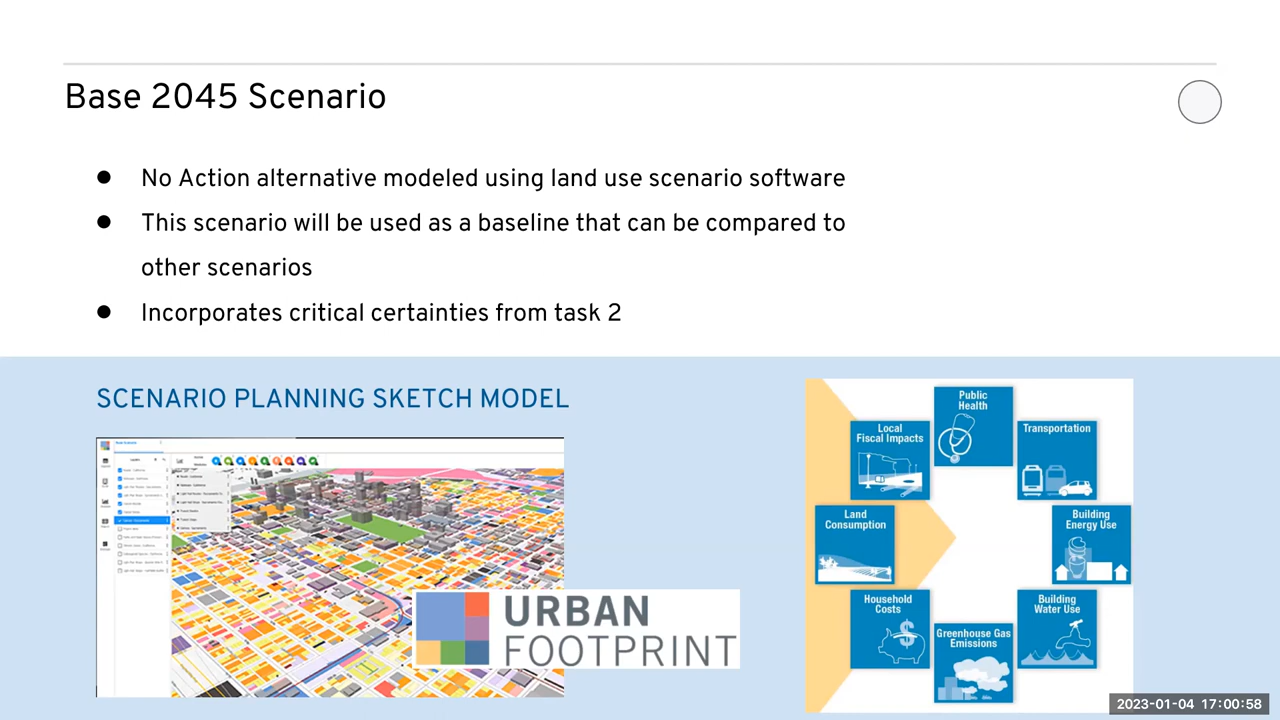 Base 2045 Scenario
● No Action alternative modeled using land use scenario software
● This scenario will be used as a baseline that can be compared to
other scenarios
● Incorporates critical certainties from task 2
SCENARIO PLANNING SKETCH MODEL
URBAN
FOOTPRINT
Public
Health
Local
Fiscal Impacts
Transportation
Land
Consumption
Building
Energy Use
Household
Costs
Building
Water Use
Greenhouse Gas
Emissions
2023-01-04 17:00:58